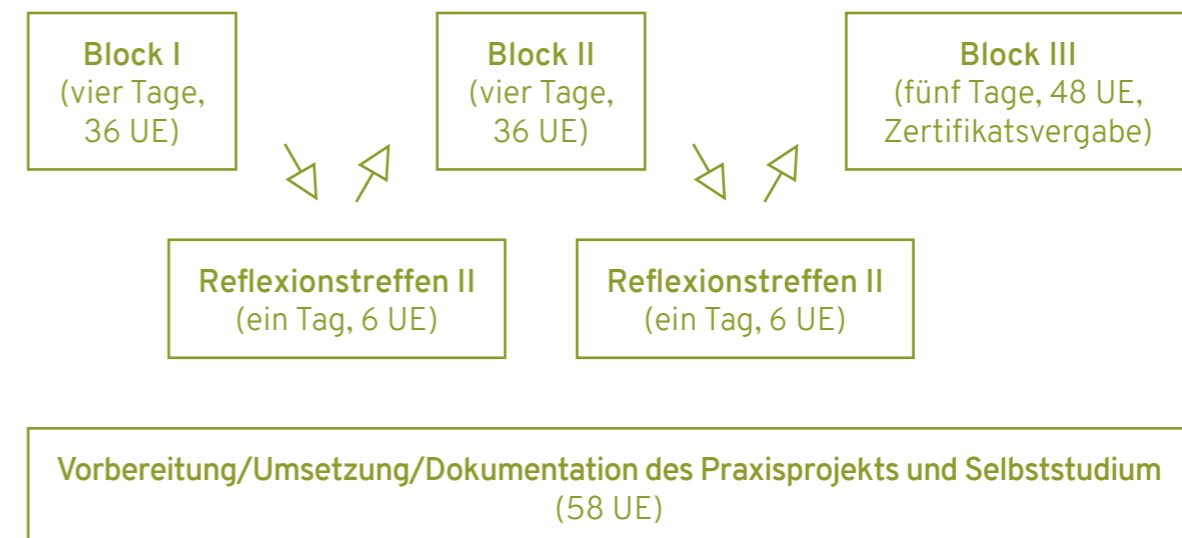 Block I
(vier Tage,
36 UE)
Block II
(vier Tage,
36 UE)
Block III
(fünf Tage, 48 UE,
Zertifikatsvergabe)
Reflexionstreffen II
(ein Tag, 6 UE)
Reflexionstreffen II
(ein Tag, 6 UE)
Vorbereitung/Umsetzung/Dokumentation des Praxisprojekts und Selbststudium
(58 UE)